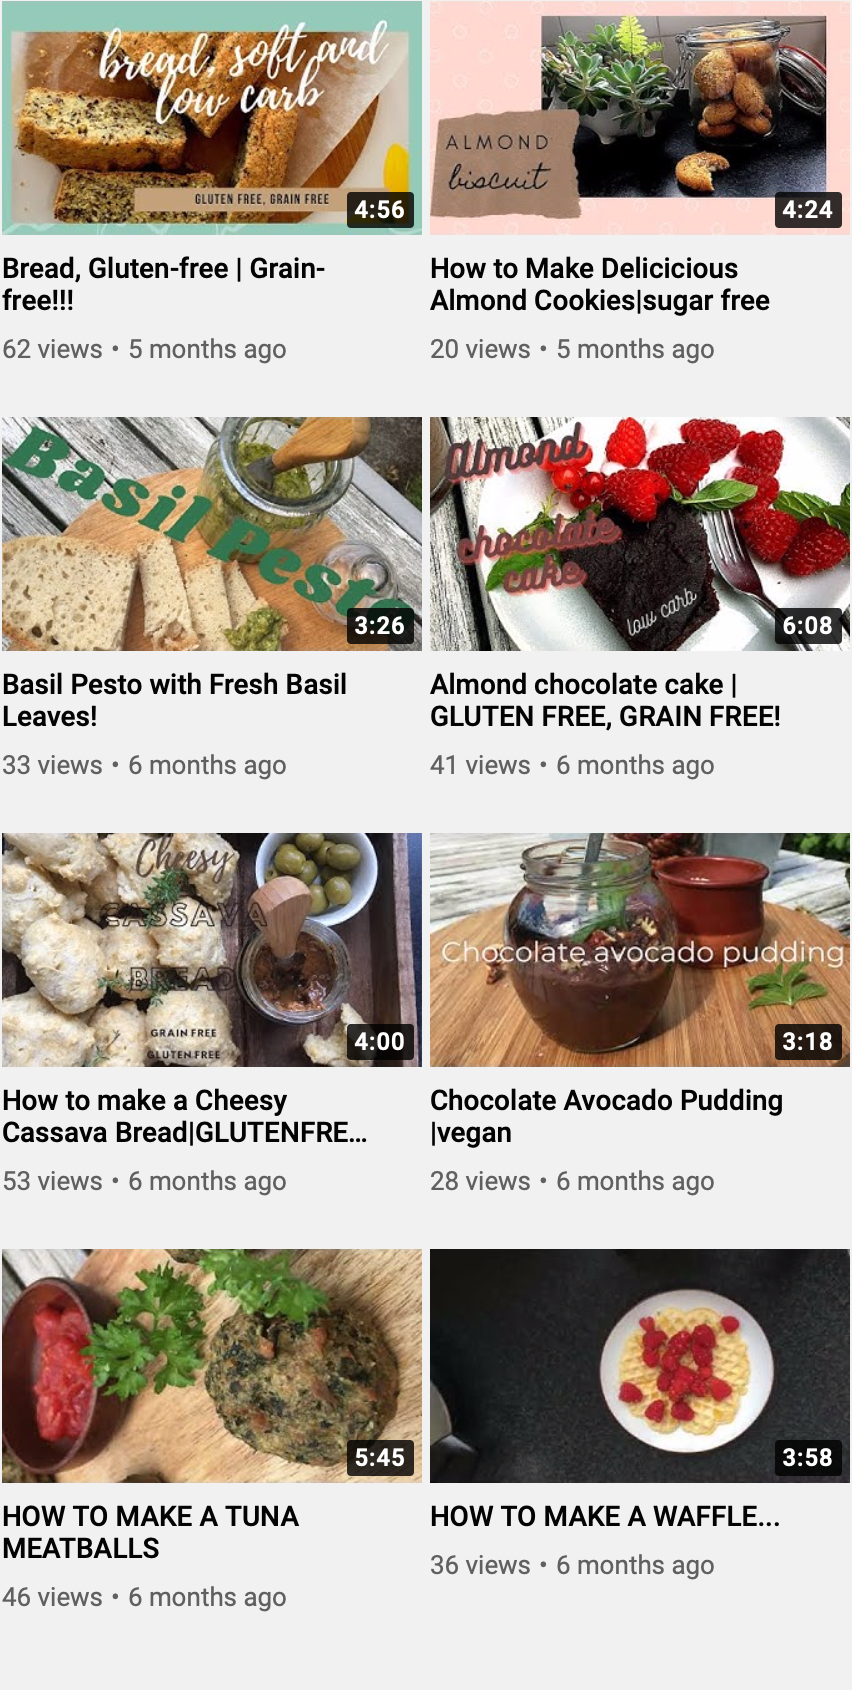 bread, soft and
low carb
GLUTEN FREE, GRAIN FREE
4:56
Bread, Gluten-free | Grain-
free!!!
62 views • 5 months ago
ALMOND
biscuit
4:24
How to Make Delicicious
Almond Cookies|sugar free
20 views • 5 months ago
Basil Pesto
3:26
Basil Pesto with Fresh Basil
Leaves!
33 views • 6 months ago
Almond
chocolate
cake
low carb
6:08
Almond chocolate cake |
GLUTEN FREE, GRAIN FREE!
41 views • 6 months ago
Cheesy
CASSAVA
BREAD
GRAIN FREE
GLUTEN FREE
4:00
How to make a Cheesy
Cassava Bread|GLUTENFRE...
53 views • 6 months ago
Chocolate avocado pudding
3:18
Chocolate Avocado Pudding
|vegan
28 views • 6 months ago
5:45
HOW TO MAKE A TUNA
MEATBALLS
46 views • 6 months ago
3:58
HOW TO MAKE A WAFFLE...
36 views • 6 months ago